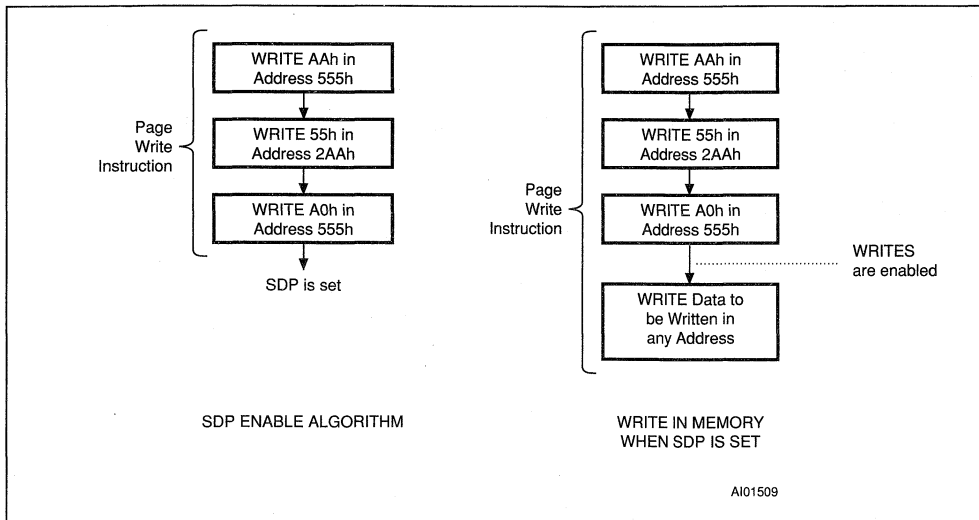 WRITE AAh in
Address 555h
WRITE 55h in
Address 2AAh
Page
Write
Instruction
WRITE A0h in
Address 555h
SDP is set
SDP ENABLE ALGORITHM
WRITE AAh in
Address 555h
WRITE 55h in
Address 2AAh
Page
Write
Instruction
WRITE A0h in
Address 555h
WRITES
are enabled
WRITE Data to
be Written in
any Address
WRITE IN MEMORY
WHEN SDP IS SET
AI01509